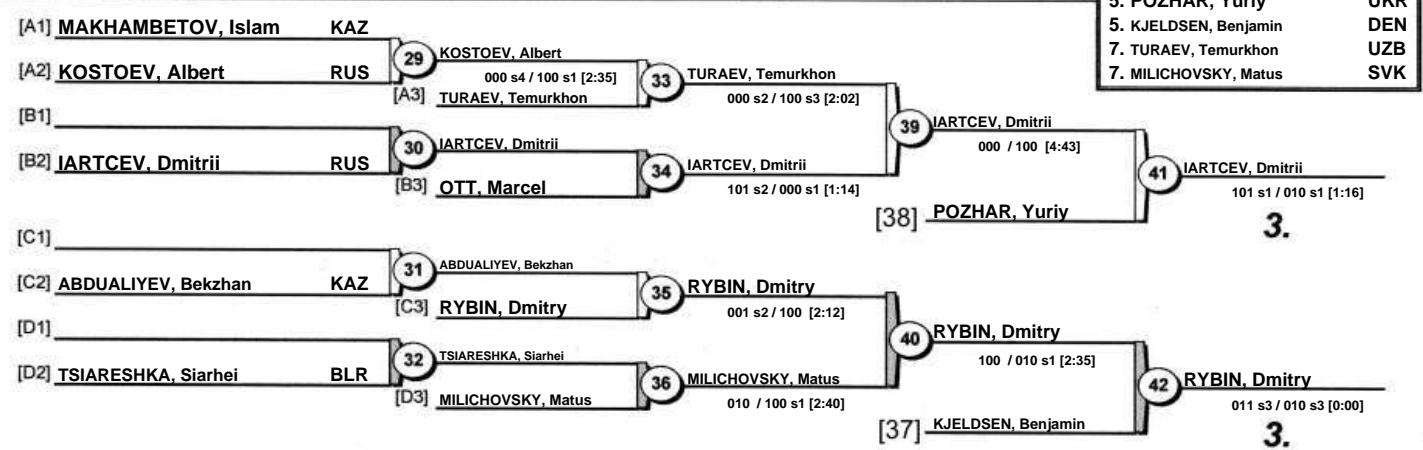 5. POZHAR, Yuriy UKR
5. KJELDSEN, Benjamin DEN
7. TURAEV, Temurkhon UZB
7. MILICHOVSKY, Matus SVK
[A1] MAKHAMBETOV, Islam KAZ
[A2] KOSTOEV, Albert RUS
29
KOSTOEV, Albert
000 s4 / 100 s1 [2:35]
[A3] TURAEV, Temurkhon
33
TURAEV, Temurkhon
000 s2 / 100 s3 [2:02]
[B1]
[B2] IARTCEV, Dmitrii RUS
30
IARTCEV, Dmitrii
[B3] OTT, Marcel
34
IARTCEV, Dmitrii
101 s2 / 000 s1 [1:14]
39
IARTCEV, Dmitrii
000 / 100 [4:43]
[38] POZHAR, Yuriy
41
IARTCEV, Dmitrii
101 s1 / 010 s1 [1:16]
3.
[C1]
[C2] ABDUALIYEV, Bekzhan KAZ
31
ABDUALIYEV, Bekzhan
[C3] RYBIN, Dmitry
35
RYBIN, Dmitry
001 s2 / 100 [2:12]
[D1]
[D2] TSIARESHKA, Siarhei BLR
32
TSIARESHKA, Siarhei
[D3] MILICHOVSKY, Matus
36
MILICHOVSKY, Matus
010 / 100 s1 [2:40]
40
RYBIN, Dmitry
100 / 010 s1 [2:35]
[37] KJELDSEN, Benjamin
42
RYBIN, Dmitry
011 s3 / 010 s3 [0:00]
3.